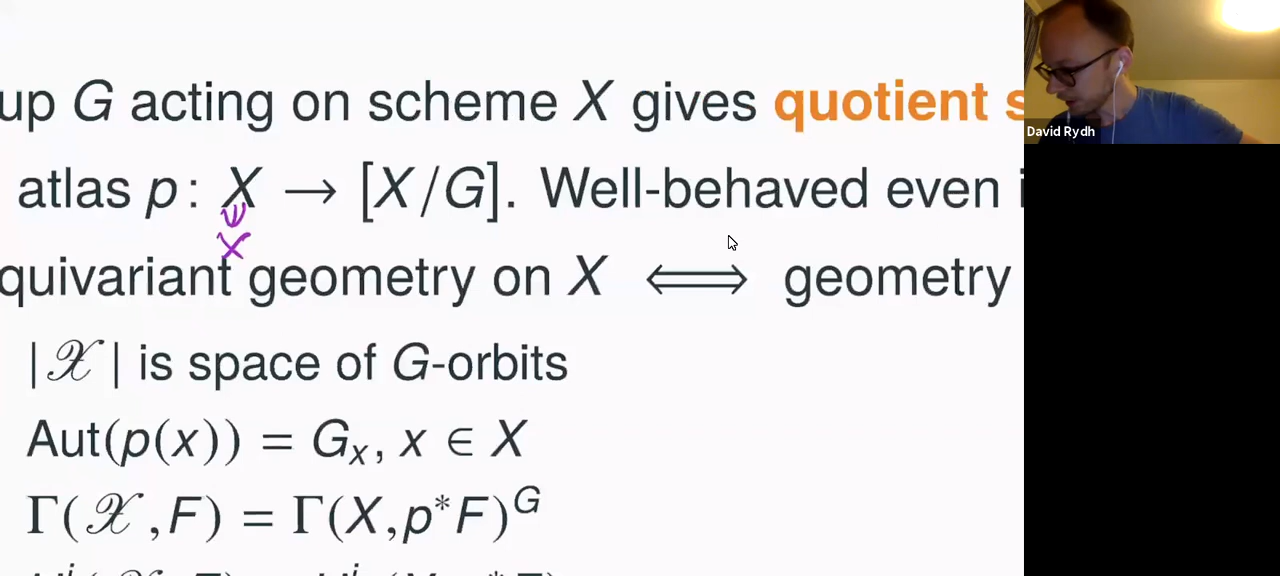 up G acting on scheme X gives quotient s
atlas p: X → [X/G]. Well-behaved even i
x
quivariant geometry on X ⟺ geometry
|𝒳| is space of G-orbits
Aut(p(x)) = Gₓ, x ∈ X
Γ(𝒳,F) = Γ(X,p*F)ᴳ
David Rydh